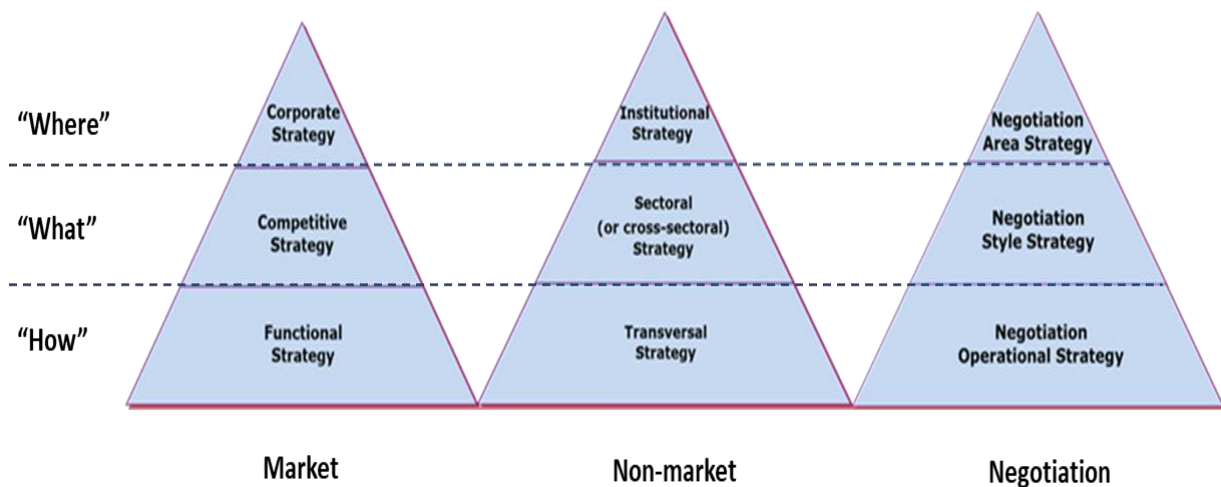 “Where”
Corporate
Strategy
Institutional
Strategy
Negotiation
Area Strategy
“What”
Competitive
Strategy
Sectoral
(or cross-sectoral)
Strategy
Negotiation
Style Strategy
“How”
Functional
Strategy
Transversal
Strategy
Negotiation
Operational Strategy
Market
Non-market
Negotiation